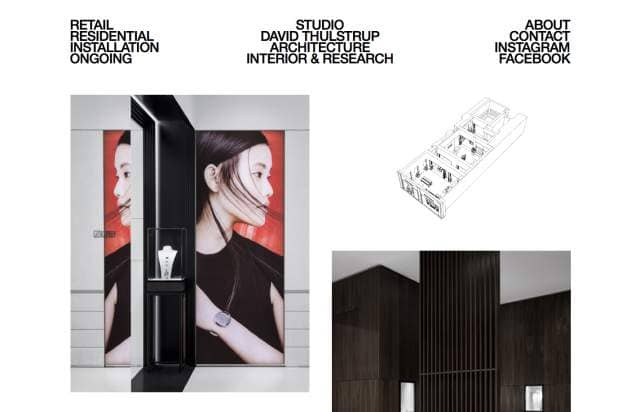 RETAIL
RESIDENTIAL
INSTALLATION
ONGOING
STUDIO
DAVID THULSTRUP
ARCHITECTURE
INTERIOR & RESEARCH
ABOUT
CONTACT
INSTAGRAM
FACEBOOK